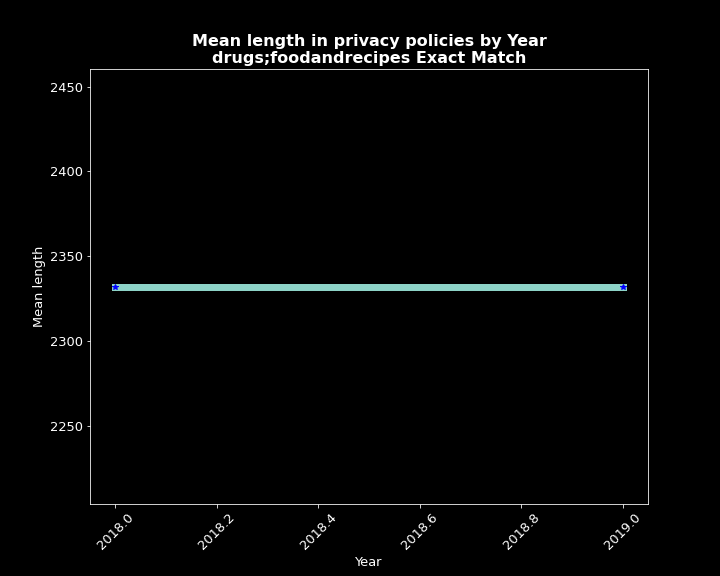 Mean length in privacy policies by Year
drugs;foodandrecipes Exact Match
2450
2400
2350
2300
2250
Mean length
2018.0
2018.2
2018.4
2018.6
2018.8
2019.0
Year